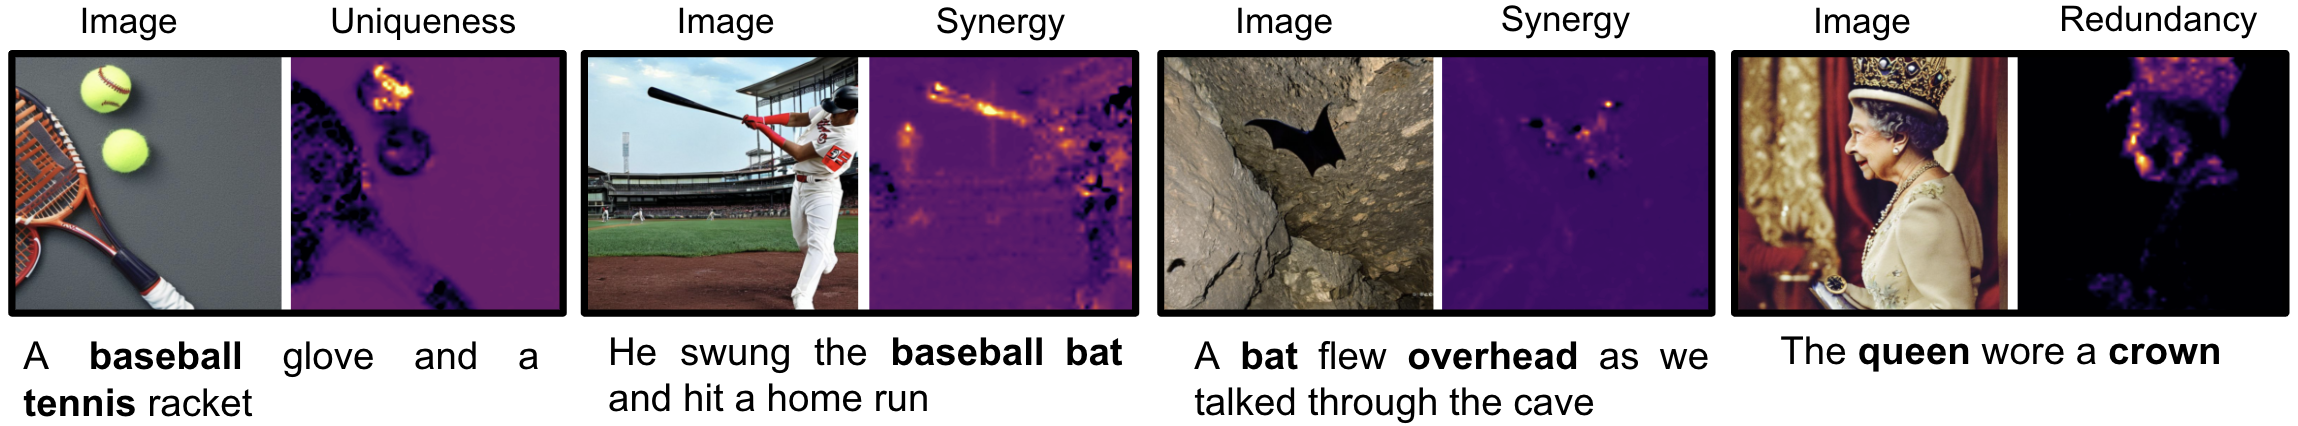 Image Uniqueness Image Synergy Image Synergy Image Redundancy
A baseball glove and a
tennis racket
He swung the baseball bat
and hit a home run
A bat flew overhead as we
talked through the cave
The queen wore a crown